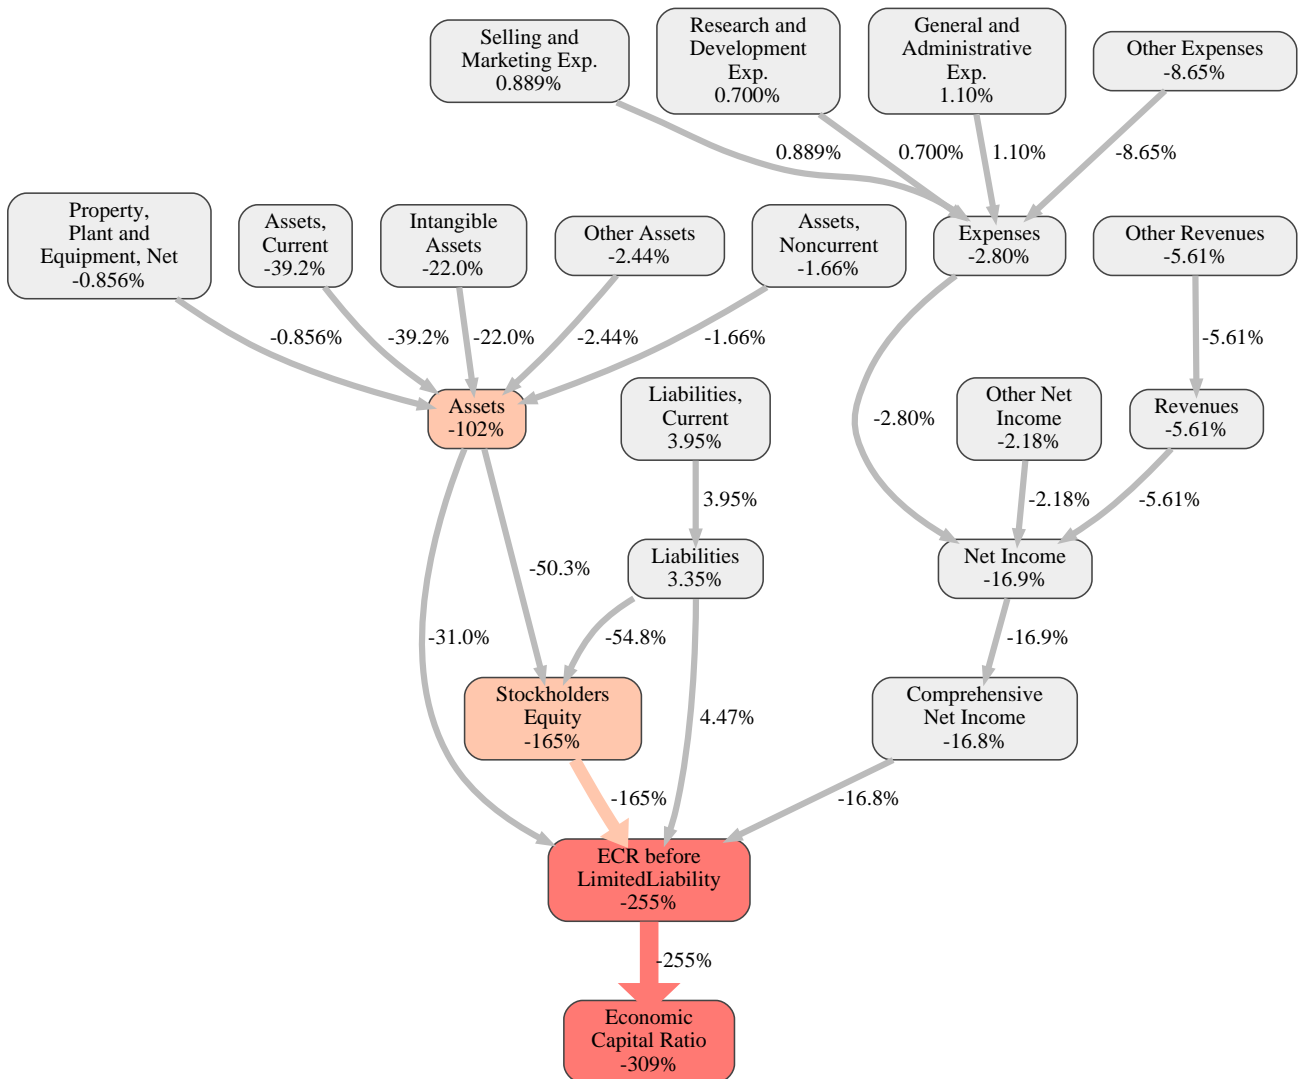 Selling and
Marketing Exp.
0.889%
Research and
Development
Exp.
0.700%
General and
Administrative
Exp.
1.10%
Other Expenses
-8.65%
0.889%
0.700%
1.10%
-8.65%
Property,
Plant and
Equipment, Net
-0.856%
Assets,
Current
-39.2%
Intangible
Assets
-22.0%
Other Assets
-2.44%
Assets,
Noncurrent
-1.66%
Expenses
-2.80%
Other Revenues
-5.61%
-0.856%
-39.2%
-22.0%
-2.44%
-1.66%
-5.61%
Assets
-102%
Liabilities,
Current
3.95%
-2.80%
Other Net
Income
-2.18%
Revenues
-5.61%
3.95%
-2.18%
-5.61%
-50.3%
Liabilities
3.35%
Net Income
-16.9%
-31.0%
-54.8%
-16.9%
Stockholders
Equity
-165%
4.47%
Comprehensive
Net Income
-16.8%
-165%
-16.8%
ECR before
LimitedLiability
-255%
-255%
Economic
Capital Ratio
-309%